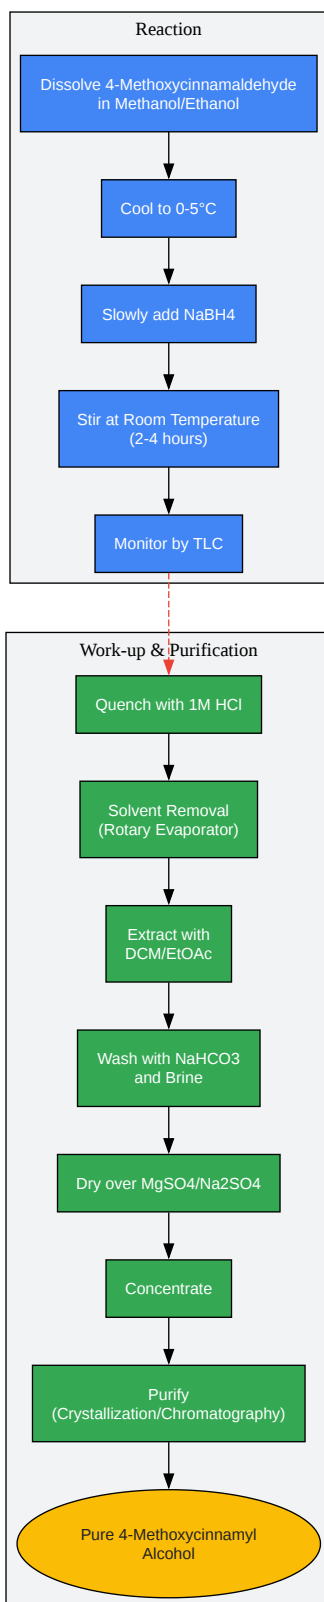 Reaction
Dissolve 4-Methoxycinnamaldehyde
in Methanol/Ethanol
Cool to 0-5°C
Slowly add NaBH4
Stir at Room Temperature
(2-4 hours)
Monitor by TLC
Work-up & Purification
Quench with 1M HCl
Solvent Removal
(Rotary Evaporator)
Extract with
DCM/EtOAc
Wash with NaHCO3
and Brine
Dry over MgSO4/Na2SO4
Concentrate
Purify
(Crystallization/Chromatography)
Pure 4-Methoxycinnamyl
Alcohol